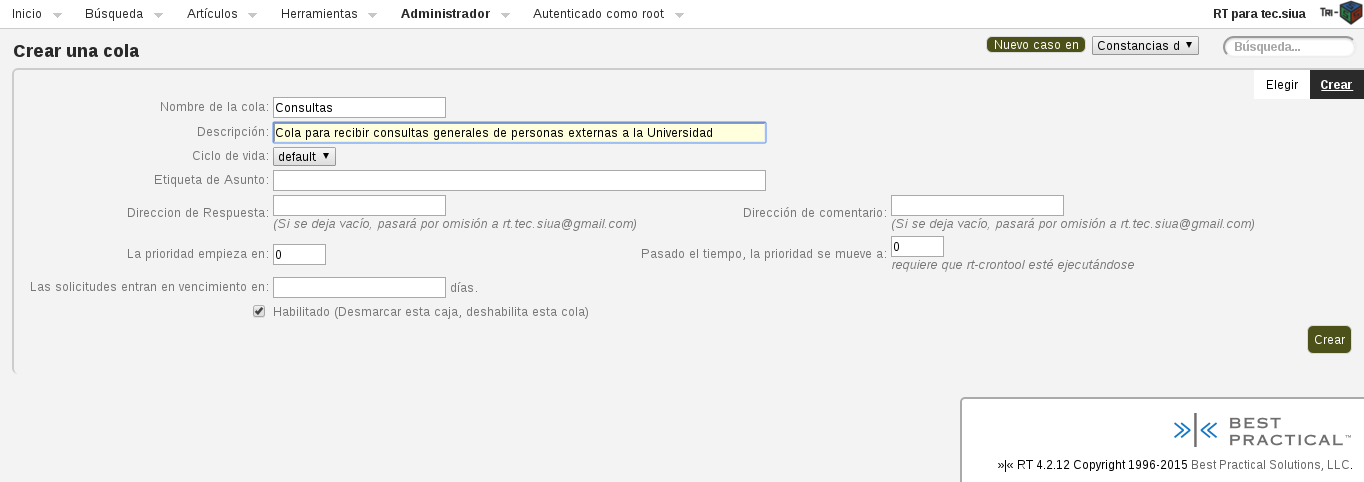 Inicio Búsqueda Artículos Herramientas Administrador Autenticado como root RT para tec.siua TRI-
Crear una cola Nuevo caso en Constancias d Búsqueda...
Elegir Crear
Nombre de la cola: Consultas
Descripción: Cola para recibir consultas generales de personas externas a la Universidad
Ciclo de vida: default
Etiqueta de Asunto:
Direccion de Respuesta: Dirección de comentario:
(Si se deja vacío, pasará por omisión a rt.tec.siua@gmail.com) (Si se deja vacío, pasará por omisión a rt.tec.siua@gmail.com)
La prioridad empieza en: 0 Pasado el tiempo, la prioridad se mueve a: 0
requiere que rt-crontool esté ejecutándose
Las solicitudes entran en vencimiento en: días.
Habilitado (Desmarcar esta caja, deshabilita esta cola)
Crear
BEST
PRACTICAL™
»|« RT 4.2.12 Copyright 1996-2015 Best Practical Solutions, LLC.